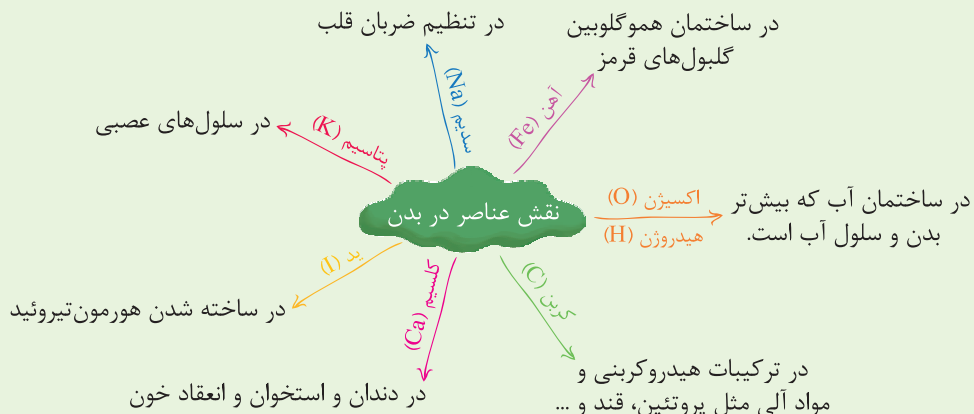 در تنظیم ضربان قلب
در ساختمان هموگلوبین
گلبول‌های قرمز
آهن (Fe)
سدیم (Na)
پتاسیم (K)
در سلول‌های عصبی
نقش عناصر در بدن
اکسیژن (O)
هیدروژن (H)
در ساختمان آب که بیش‌تر
بدن و سلول آب است.
ید (I)
در ساخته شدن هورمون‌تیروئید
کلسیم (Ca)
در دندان و استخوان و انعقاد خون
کربن (C)
در ترکیبات هیدروکربنی و
مواد آلی مثل پروتئین، قند و ...